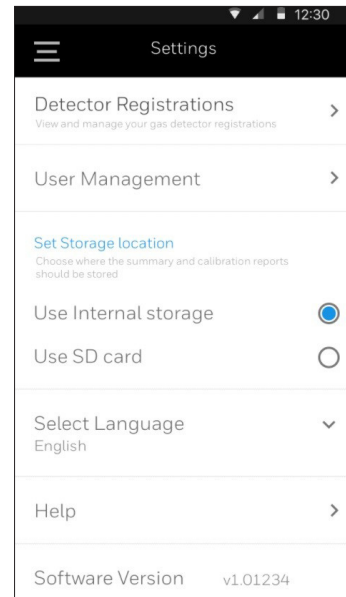 12:30
Settings
Detector Registrations
View and manage your gas detector registrations
User Management
Set Storage location
Choose where the summary and calibration reports
should be stored
Use Internal storage
Use SD card
Select Language
English
Help
Software Version v1.01234